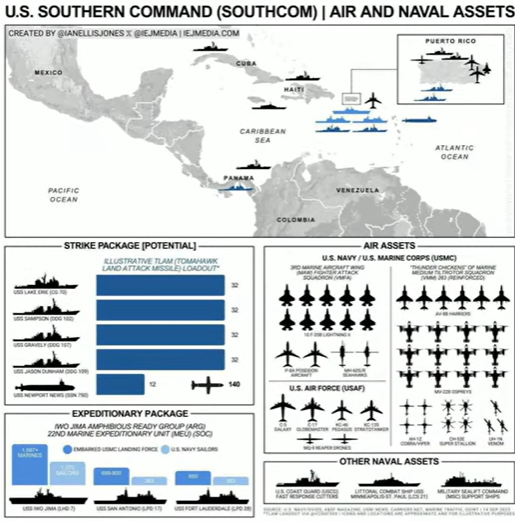 U.S. SOUTHERN COMMAND (SOUTHCOM) | AIR AND NAVAL ASSETS
CREATED BY @IANELLISJONES X @IEJMEDIA | IEJMEDIA.COM
PUERTO RICO
MEXICO
CUBA
HAITI
CARIBBEAN
SEA
ATLANTIC
OCEAN
PANAMA
PACIFIC
OCEAN
VENEZUELA
COLOMBIA
STRIKE PACKAGE [POTENTIAL]
ILLUSTRATIVE TLAM (TOMAHAWK
LAND ATTACK MISSILE) LOADOUT*
USS LAKE ERIE (CG 70)
32
USS SAMPSON (DDG 102)
32
USS GRAVELY (DDG 107)
32
USS JASON DUNHAM (DDG 109)
32
USS NEWPORT NEWS (SSN 750)
12
140
EXPEDITIONARY PACKAGE
IWO JIMA AMPHIBIOUS READY GROUP (ARG)
22ND MARINE EXPEDITIONARY UNIT (MEU) (SOC)
EMBARKED USMC LANDING FORCE
U.S. NAVY SAILORS
MARINES
SAILORS
USS IWO JIMA (LHD 7)
USS SAN ANTONIO (LPD 17)
USS FORT LAUDERDALE (LPD 28)
AIR ASSETS
U.S. NAVY / U.S. MARINE CORPS (USMC)
3RD MARINE AIRCRAFT WING
(MAW) FIGHTER ATTACK
SQUADRON (VMFA)
10 F-35B LIGHTNING II
P-8A POSEIDON
AIRCRAFT
MH-60S/R
SEAHAWKS
"THUNDER CHICKENS" OF MARINE
MEDIUM TILTROTOR SQUADRON
(VMM) 263 (REINFORCED)
AV-8B HARRIERS
MV-22B OSPREYS
AH-1Z
COBRA/VIPER
CH-53E
SUPER STALLION
UH-1N
VENOM
U.S. AIR FORCE (USAF)
C-5
GALAXY
C-17
GLOBEMASTER
KC-46
PEGASUS
KC-135
STRATOTANKER
MQ-9 REAPER DRONES
OTHER NAVAL ASSETS
U.S. COAST GUARD (USCG)
FAST RESPONSE CUTTERS
LITTORAL COMBAT SHIP USS
MINNEAPOLIS-ST. PAUL (LCS 21)
MILITARY SEALIFT COMMAND
(MSC) SUPPORT SHIPS